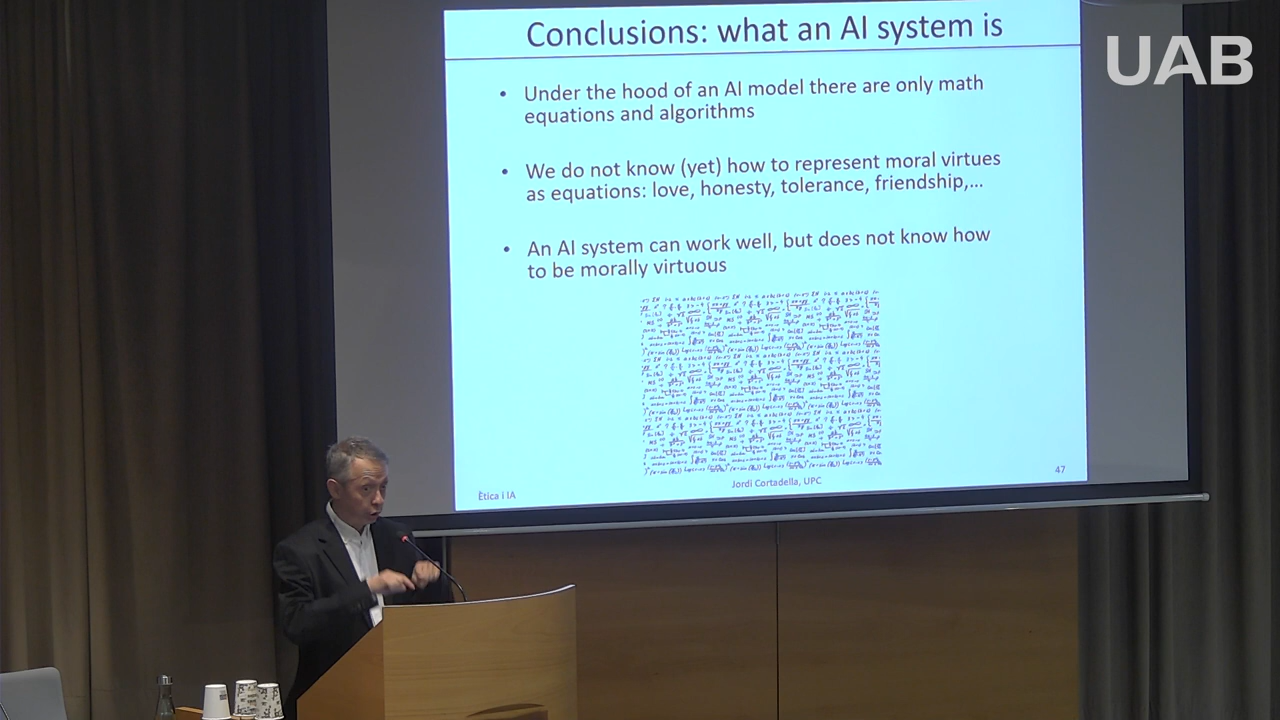 Conclusions: what an AI system is
UAB
• Under the hood of an AI model there are only math
equations and algorithms
• We do not know (yet) how to represent moral virtues
as equations: love, honesty, tolerance, friendship,...
• An AI system can work well, but does not know how
to be morally virtuous
47
Jordi Cortadella, UPC
Ètica i IA